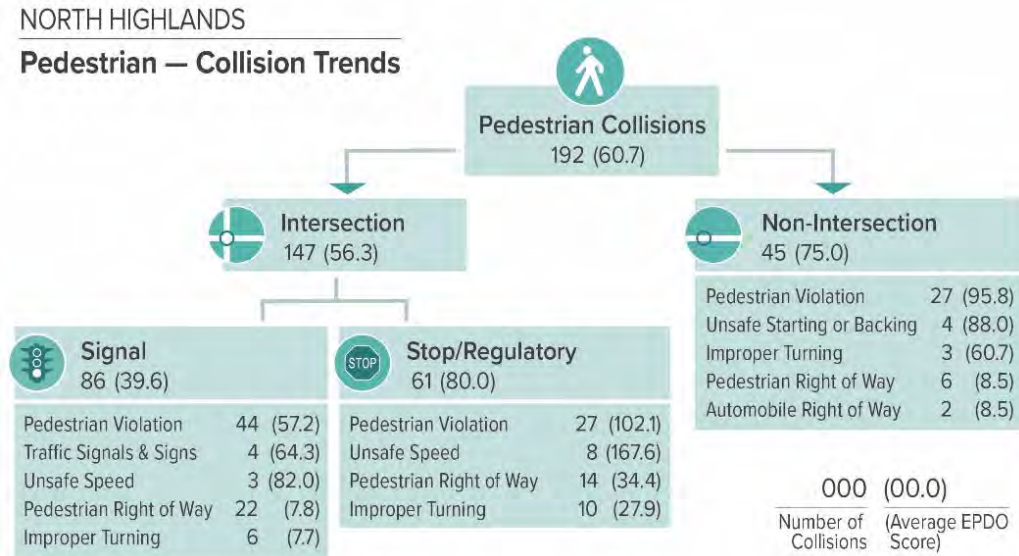 NORTH HIGHLANDS
Pedestrian — Collision Trends
Pedestrian Collisions
192 (60.7)
Intersection
147 (56.3)
Non-Intersection
45 (75.0)
Pedestrian Violation 27 (95.8)
Unsafe Starting or Backing 4 (88.0)
Improper Turning 3 (60.7)
Pedestrian Right of Way 6 (8.5)
Automobile Right of Way 2 (8.5)
Signal
86 (39.6)
Pedestrian Violation 44 (57.2)
Traffic Signals & Signs 4 (64.3)
Unsafe Speed 3 (82.0)
Pedestrian Right of Way 22 (7.8)
Improper Turning 6 (7.7)
STOP
Stop/Regulatory
61 (80.0)
Pedestrian Violation 27 (102.1)
Unsafe Speed 8 (167.6)
Pedestrian Right of Way 14 (34.4)
Improper Turning 10 (27.9)
000 (00.0)
Number of (Average EPDO
Collisions Score)